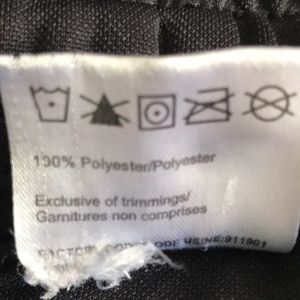 100% Polyester/Polyester
Exclusive of trimmings/
Garnitures non comprises